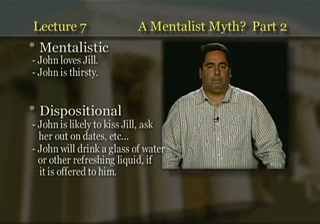 Lecture 7 A Mentalist Myth? Part 2
* Mentalistic
- John loves Jill.
- John is thirsty.
* Dispositional
- John is likely to kiss Jill, ask
her out on dates, etc...
- John will drink a glass of water
or other refreshing liquid, if
it is offered to him.